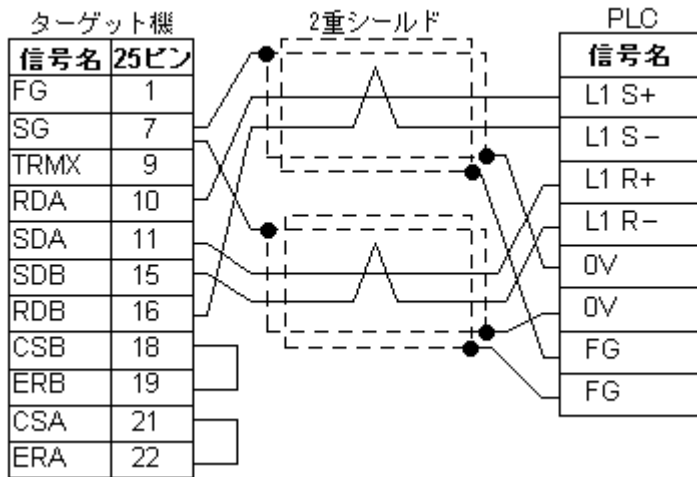 ターゲット機
2重シールド
PLC
信号名 25ピン
FG 1
SG 7
TRMX 9
RDA 10
SDA 11
SDB 15
RDB 16
CSB 18
ERB 19
CSA 21
ERA 22
信号名
L1 S+
L1 S−
L1 R+
L1 R−
0V
0V
FG
FG